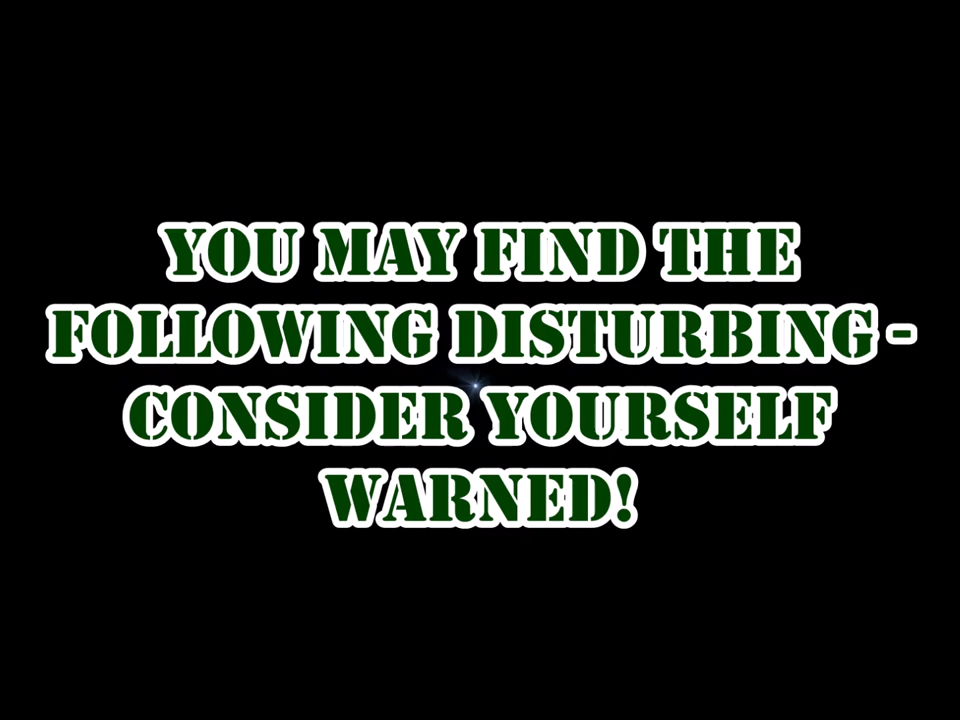 YOU MAY FIND THE
FOLLOWING DISTURBING -
CONSIDER YOURSELF
WARNED!